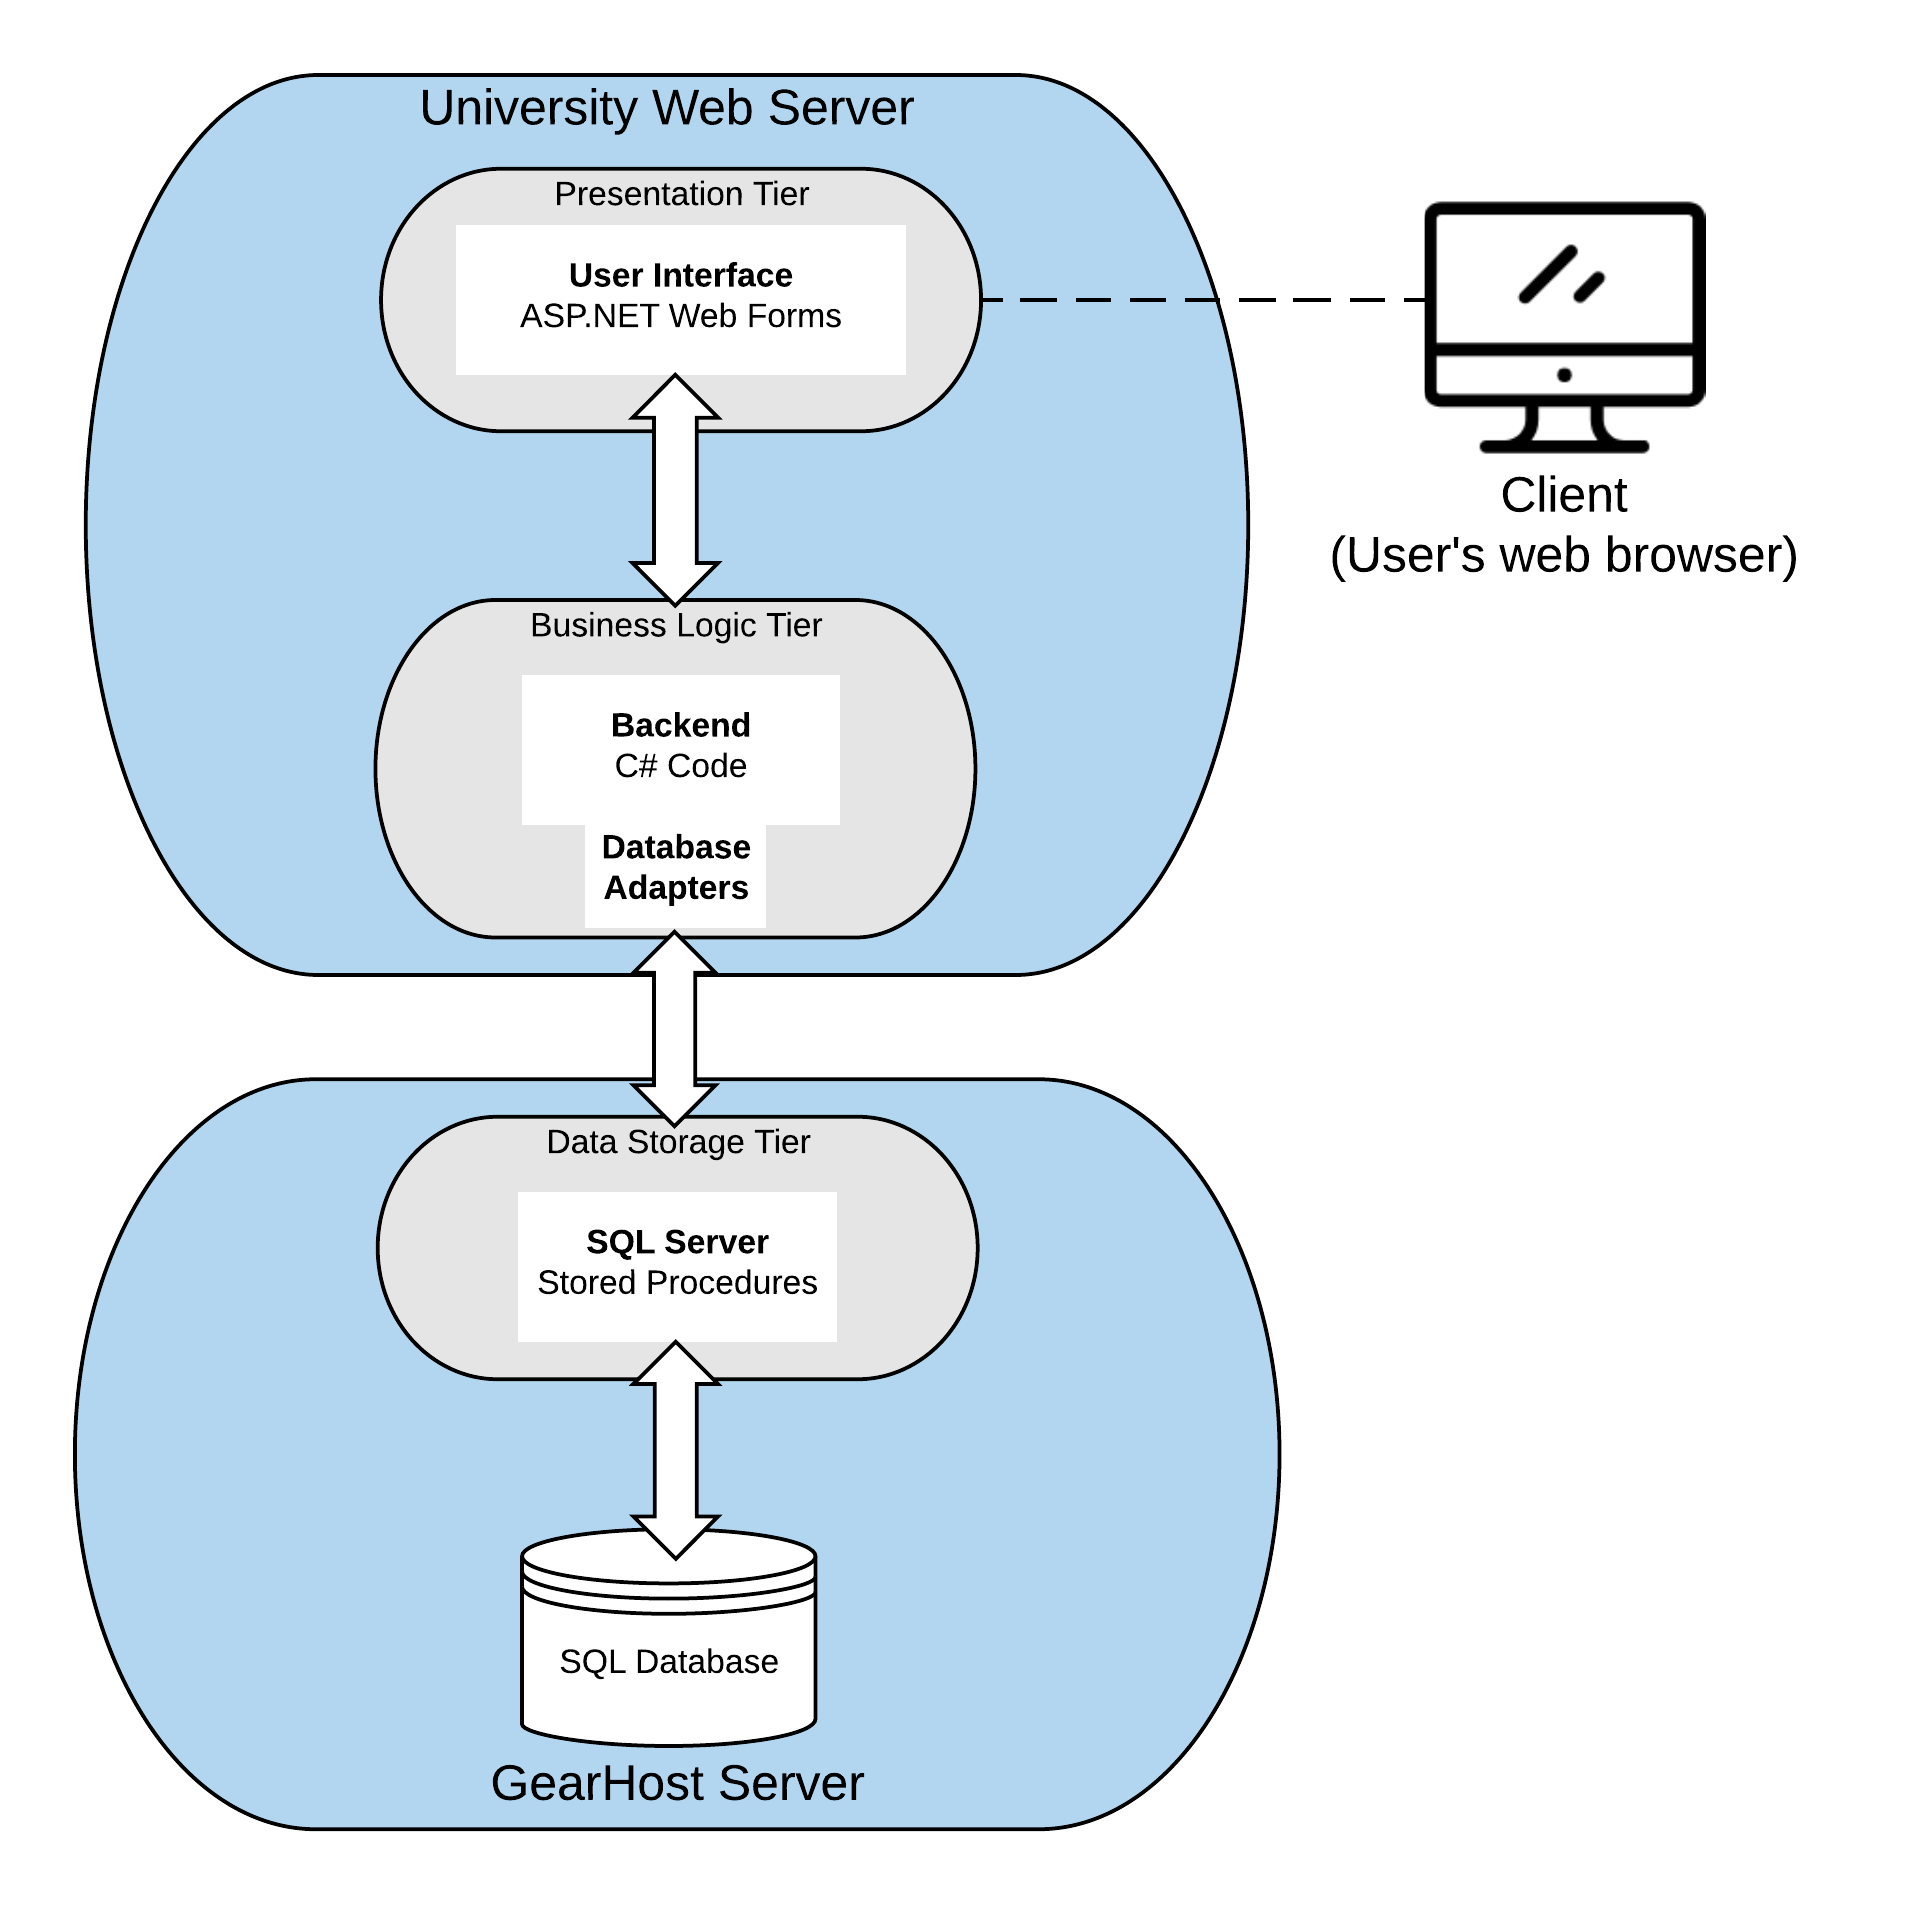 University Web Server
Presentation Tier
User Interface
ASP.NET Web Forms
Client
(User's web browser)
Business Logic Tier
Backend
C# Code
Database
Adapters
Data Storage Tier
SQL Server
Stored Procedures
SQL Database
GearHost Server